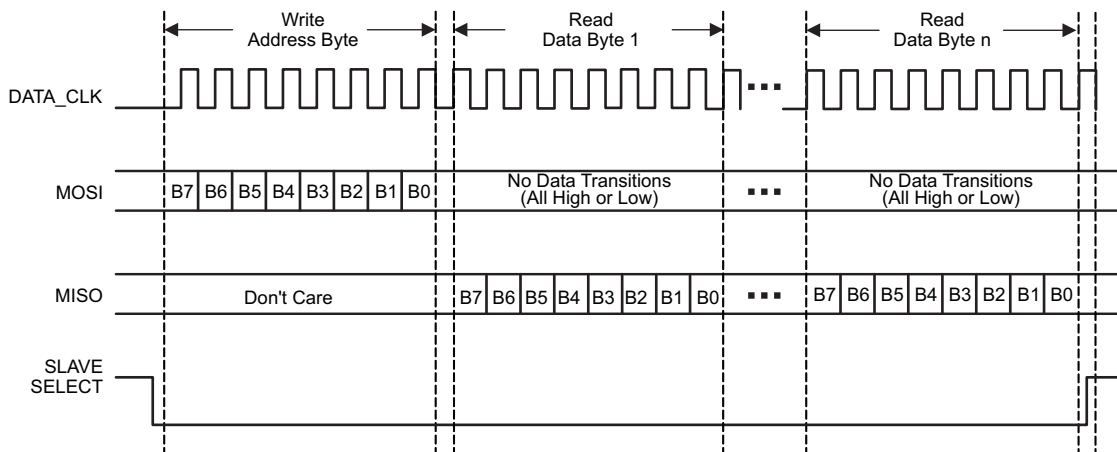 Write
Address Byte
Read
Data Byte 1
Read
Data Byte n
DATA_CLK
MOSI
B7 B6 B5 B4 B3 B2 B1 B0
No Data Transitions
(All High or Low)
No Data Transitions
(All High or Low)
MISO
Don't Care
B7 B6 B5 B4 B3 B2 B1 B0
B7 B6 B5 B4 B3 B2 B1 B0
SLAVE
SELECT